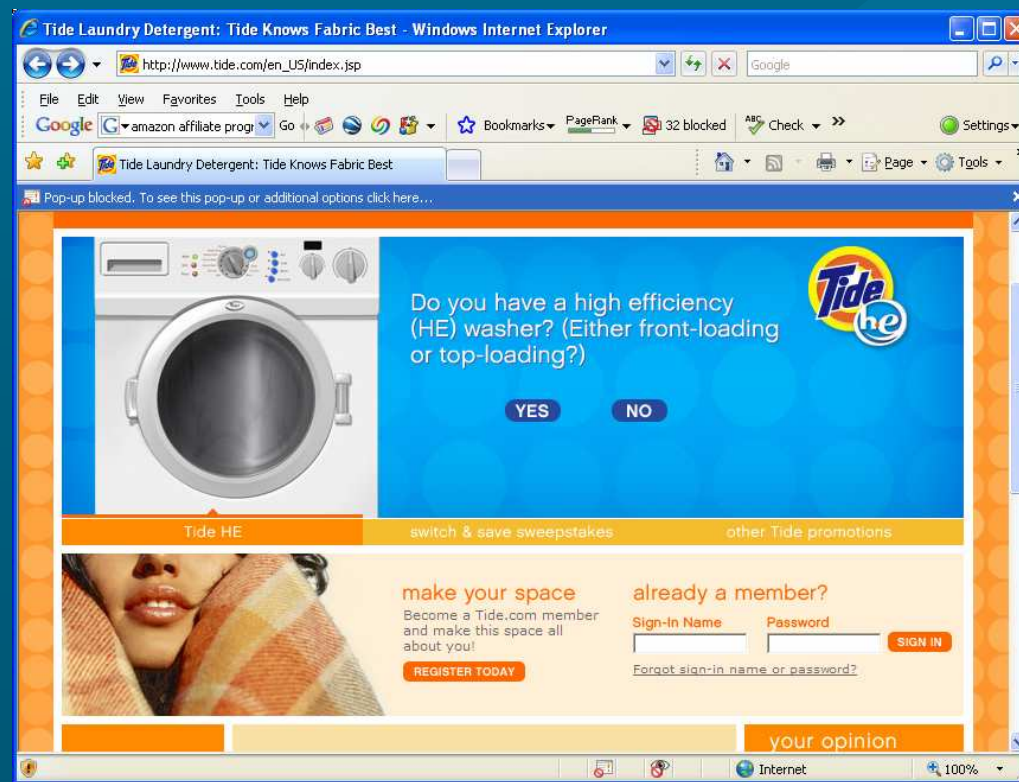 Tide Laundry Detergent: Tide Knows Fabric Best - Windows Internet Explorer
http://www.tide.com/en_US/index.jsp
Google
File Edit View Favorites Tools Help
Google G amazon affiliate progr Go Bookmarks PageRank 32 blocked ABC Check » Settings
Tide Laundry Detergent: Tide Knows Fabric Best
Page Tools
Pop-up blocked. To see this pop-up or additional options click here...
Tide
he
Do you have a high efficiency
(HE) washer? (Either front-loading
or top-loading?)
YES NO
Tide HE switch & save sweepstakes other Tide promotions
make your space
Become a Tide.com member
and make this space all
about you!
REGISTER TODAY
already a member?
Sign-In Name Password
SIGN IN
Forgot sign-in name or password?
your opinion
Internet 100%